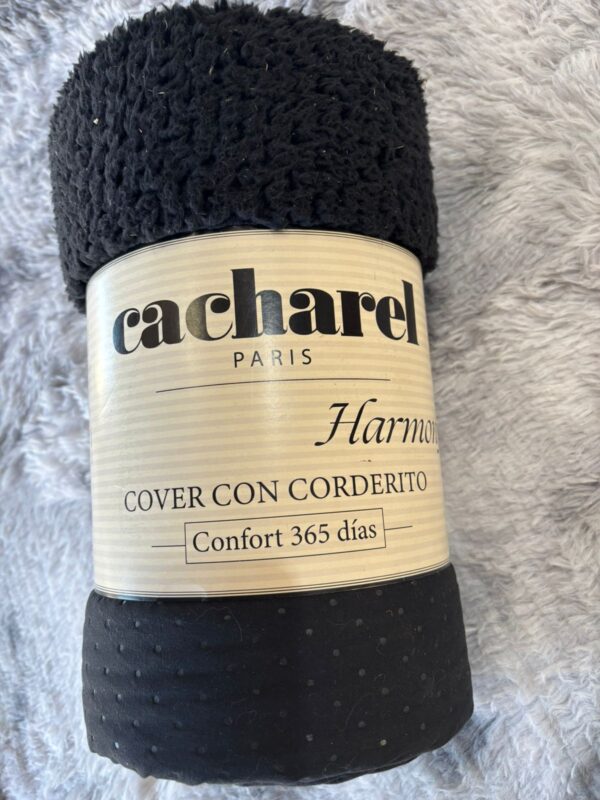 cacharel
PARIS
COVER CON CORDERITO
Confort 365 días